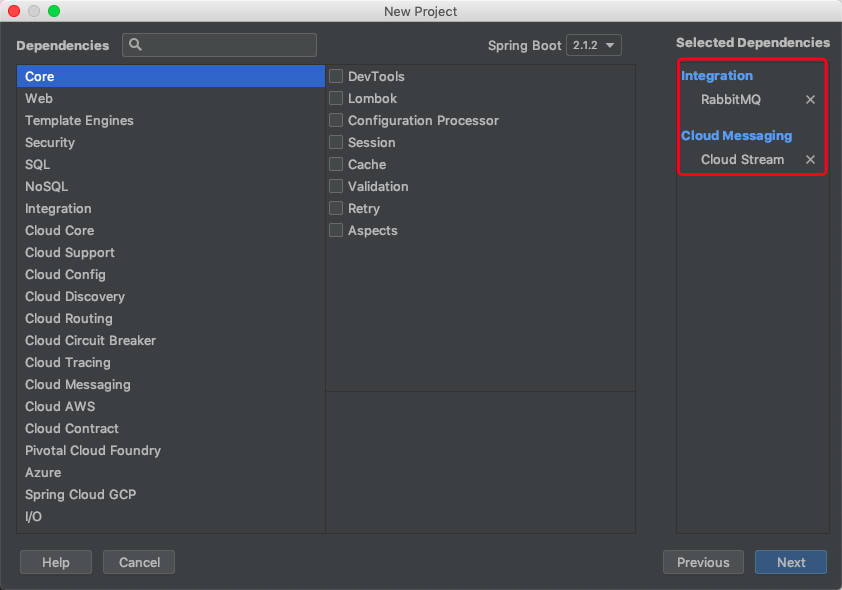 New Project
Dependencies
Spring Boot 2.1.2
Selected Dependencies
Core
Web
Template Engines
Security
SQL
NoSQL
Integration
Cloud Core
Cloud Support
Cloud Config
Cloud Discovery
Cloud Routing
Cloud Circuit Breaker
Cloud Tracing
Cloud Messaging
Cloud AWS
Cloud Contract
Pivotal Cloud Foundry
Azure
Spring Cloud GCP
I/O
DevTools
Lombok
Configuration Processor
Session
Cache
Validation
Retry
Aspects
Integration
RabbitMQ
Cloud Messaging
Cloud Stream
Help
Cancel
Previous
Next